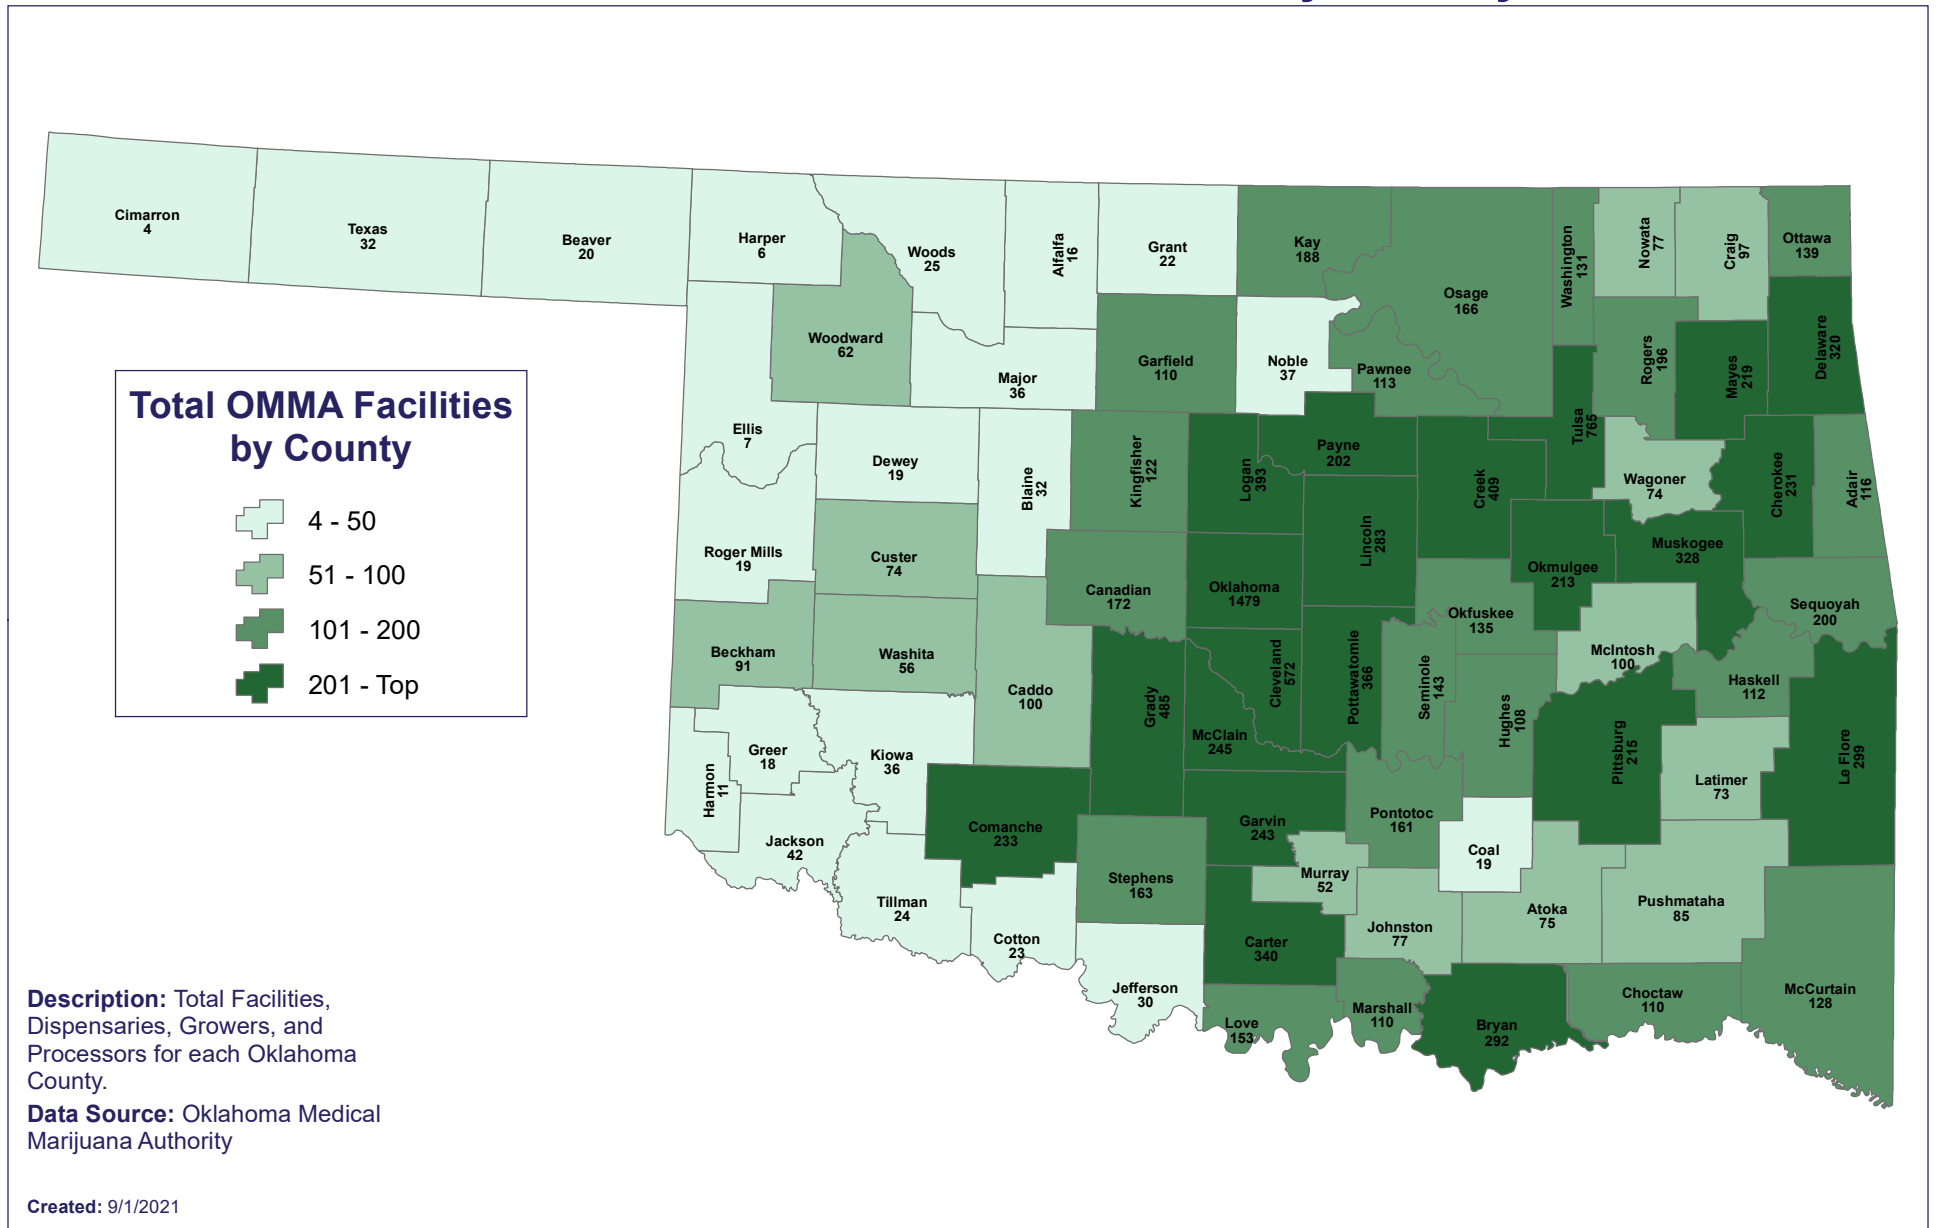 Cimarron
4
Texas
32
Beaver
20
Harper
6
Woods
25
Alfalfa
16
Grant
22
Kay
188
Osage
166
Washington
131
Nowata
77
Craig
97
Ottawa
139
Woodward
62
Major
36
Garfield
110
Noble
37
Pawnee
113
Rogers
196
Mayes
219
Delaware
320
Total OMMA Facilities
by County
4 - 50
51 - 100
101 - 200
201 - Top
Ellis
7
Dewey
19
Blaine
32
Kingfisher
122
Logan
393
Payne
202
Creek
409
Tulsa
765
Wagoner
74
Cherokee
231
Adair
116
Roger Mills
19
Custer
74
Canadian
172
Oklahoma
1479
Lincoln
283
Okmulgee
213
Muskogee
328
Okfuskee
135
Sequoyah
200
Beckham
91
Washita
56
Caddo
100
Grady
485
Cleveland
572
Pottawatomie
366
Seminole
143
Hughes
108
McIntosh
100
Haskell
112
Greer
18
Kiowa
36
McClain
245
Pittsburg
215
Latimer
73
Le Flore
299
Harmon
11
Jackson
42
Comanche
233
Garvin
243
Pontotoc
161
Coal
19
Tillman
24
Cotton
23
Stephens
163
Murray
52
Carter
340
Johnston
77
Atoka
75
Pushmataha
85
Jefferson
30
Love
153
Marshall
110
Bryan
292
Choctaw
110
McCurtain
128
Description: Total Facilities,
Dispensaries, Growers, and
Processors for each Oklahoma
County.
Data Source: Oklahoma Medical
Marijuana Authority
Created: 9/1/2021